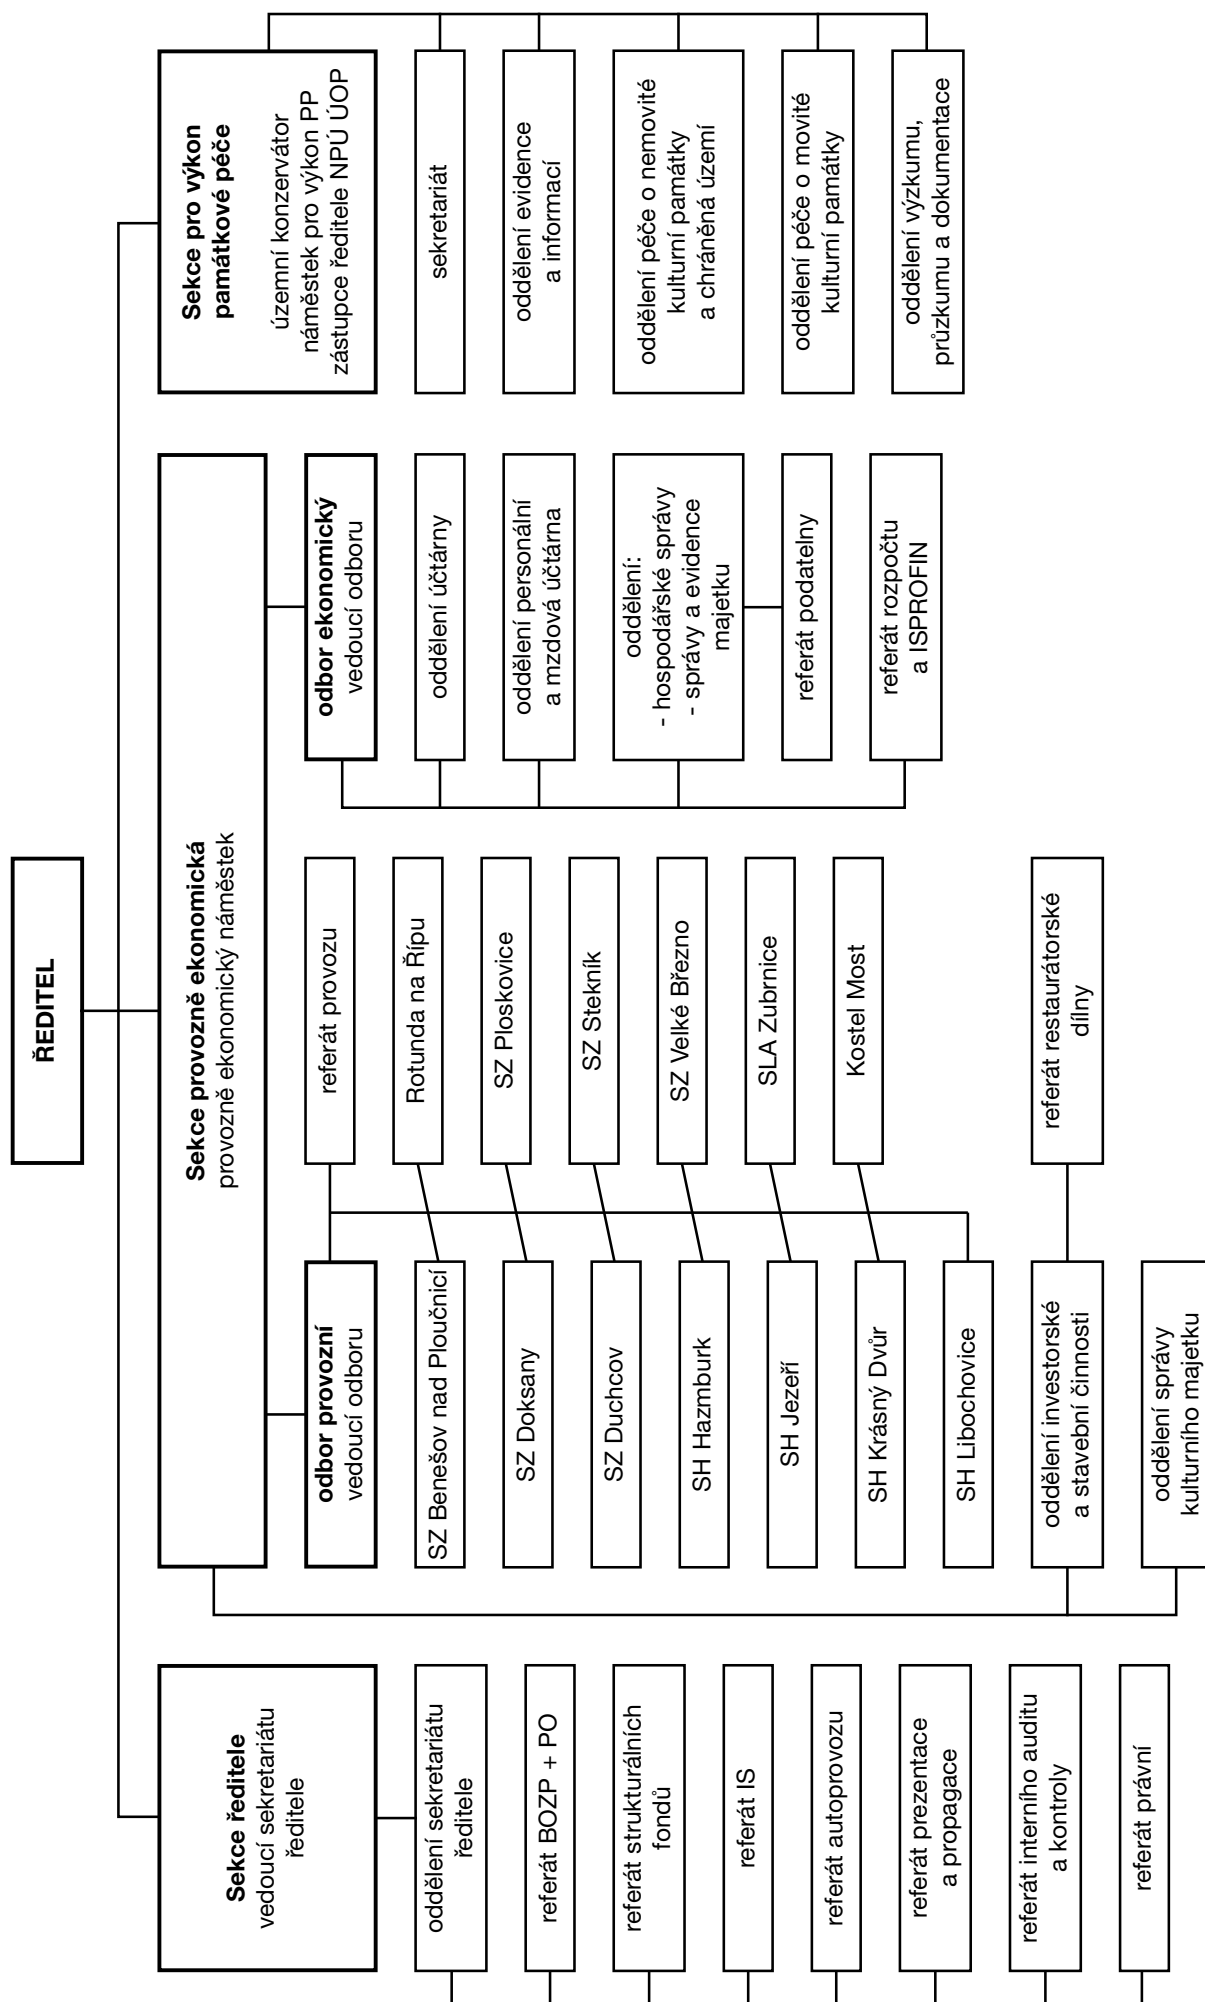 ŘEDITEL
Sekce ředitele
vedoucí sekretariátu
ředitele
oddělení sekretariátu
ředitele
referát BOZP + PO
referát strukturálních
fondů
referát IS
referát autoprovozu
referát prezentace
a propagace
referát interního auditu
a kontroly
referát právní
Sekce provozně ekonomická
provozně ekonomický náměstek
odbor provozní
vedoucí odboru
SZ Benešov nad Ploučnicí
SZ Doksany
SZ Duchcov
SH Hazmburk
SH Jezeří
SH Krásný Dvůr
SH Libochovice
oddělení investorské
a stavební činnosti
oddělení správy
kulturního majetku
referát provozu
Rotunda na Řípu
SZ Ploskovice
SZ Stekník
SZ Velké Březno
SLA Zubrnice
Kostel Most
referát restaurátorské
dílny
odbor ekonomický
vedoucí odboru
oddělení účtárny
oddělení personální
a mzdová účtárna
oddělení:
- hospodářské správy
- správy a evidence
majetku
referát podatelny
referát rozpočtu
a ISPROFIN
Sekce pro výkon
památkové péče
územní konzervátor
náměstek pro výkon PP
zástupce ředitele NPÚ ÚOP
sekretariát
oddělení evidence
a informací
oddělení péče o nemovité
kulturní památky
a chráněná území
oddělení péče o movité
kulturní památky
oddělení výzkumu,
průzkumu a dokumentace